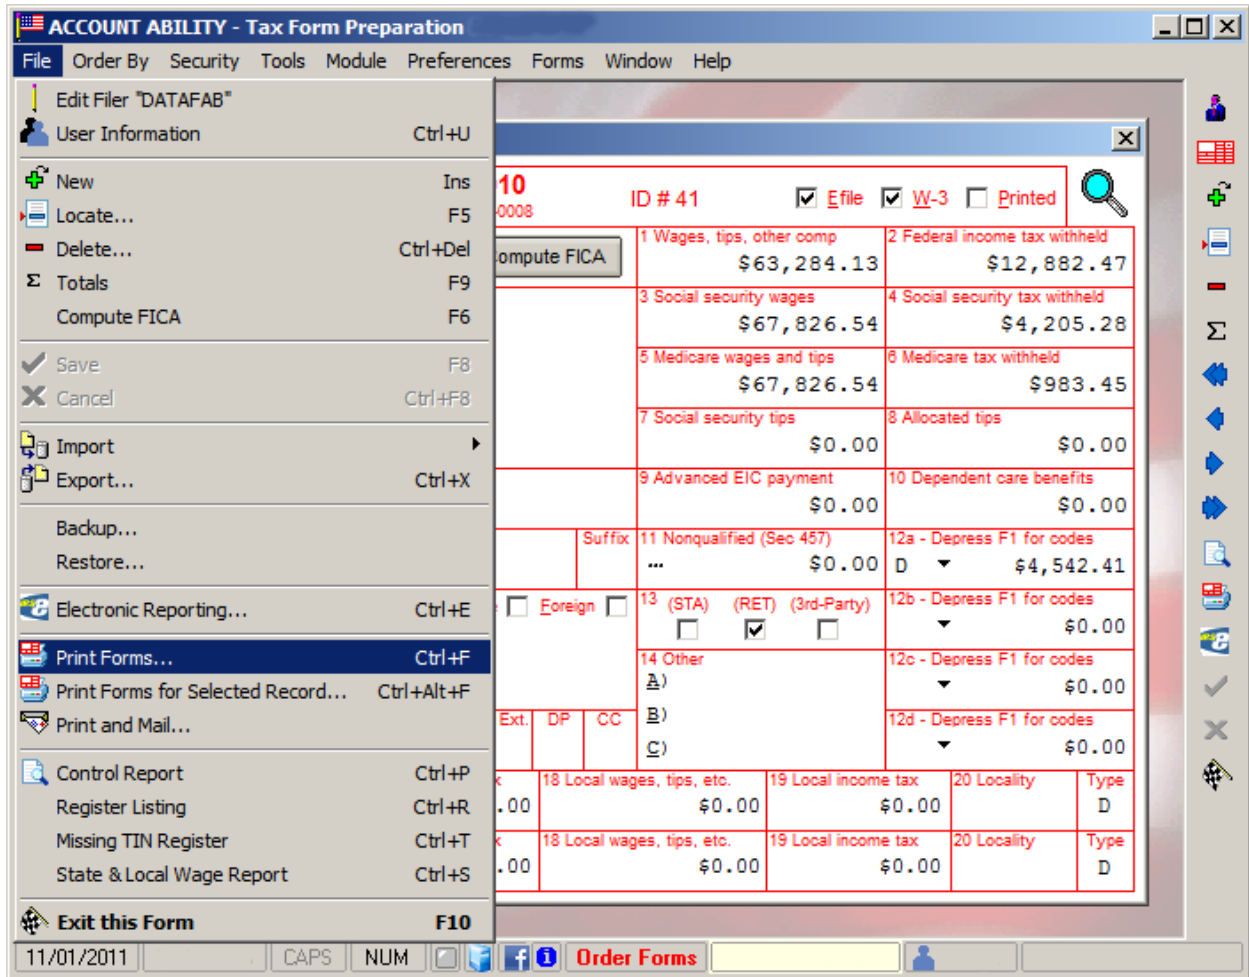 ACCOUNT ABILITY - Tax Form Preparation
File Order By Security Tools Module Preferences Forms Window Help
Edit Filer "DATAFAB"
User Information Ctrl+U
New Ins
Locate... F5
Delete... Ctrl+Del
Σ Totals F9
Compute FICA F6
Save F8
Cancel Ctrl+F8
Import
Export... Ctrl+X
Backup...
Restore...
Electronic Reporting... Ctrl+E
Print Forms... Ctrl+F
Print Forms for Selected Record... Ctrl+Alt+F
Print and Mail...
Control Report Ctrl+P
Register Listing Ctrl+R
Missing TIN Register Ctrl+T
State & Local Wage Report Ctrl+S
Exit this Form F10
10
-0008
ID # 41
Efile W-3 Printed
ompute FICA
1 Wages, tips, other comp
$63,284.13
2 Federal income tax withheld
$12,882.47
3 Social security wages
$67,826.54
4 Social security tax withheld
$4,205.28
5 Medicare wages and tips
$67,826.54
6 Medicare tax withheld
$983.45
7 Social security tips
$0.00
8 Allocated tips
$0.00
9 Advanced EIC payment
$0.00
10 Dependent care benefits
$0.00
Suffix
11 Nonqualified (Sec 457)
... $0.00
12a - Depress F1 for codes
D $4,542.41
Foreign
13 (STA) (RET) (3rd-Party)
12b - Depress F1 for codes
$0.00
14 Other
A)
B)
C)
12c - Depress F1 for codes
$0.00
Ext. DP CC
12d - Depress F1 for codes
$0.00
x 18 Local wages, tips, etc. 19 Local income tax 20 Locality Type
.00 $0.00 $0.00 D
x 18 Local wages, tips, etc. 19 Local income tax 20 Locality Type
.00 $0.00 $0.00 D
Σ
11/01/2011 CAPS NUM Order Forms